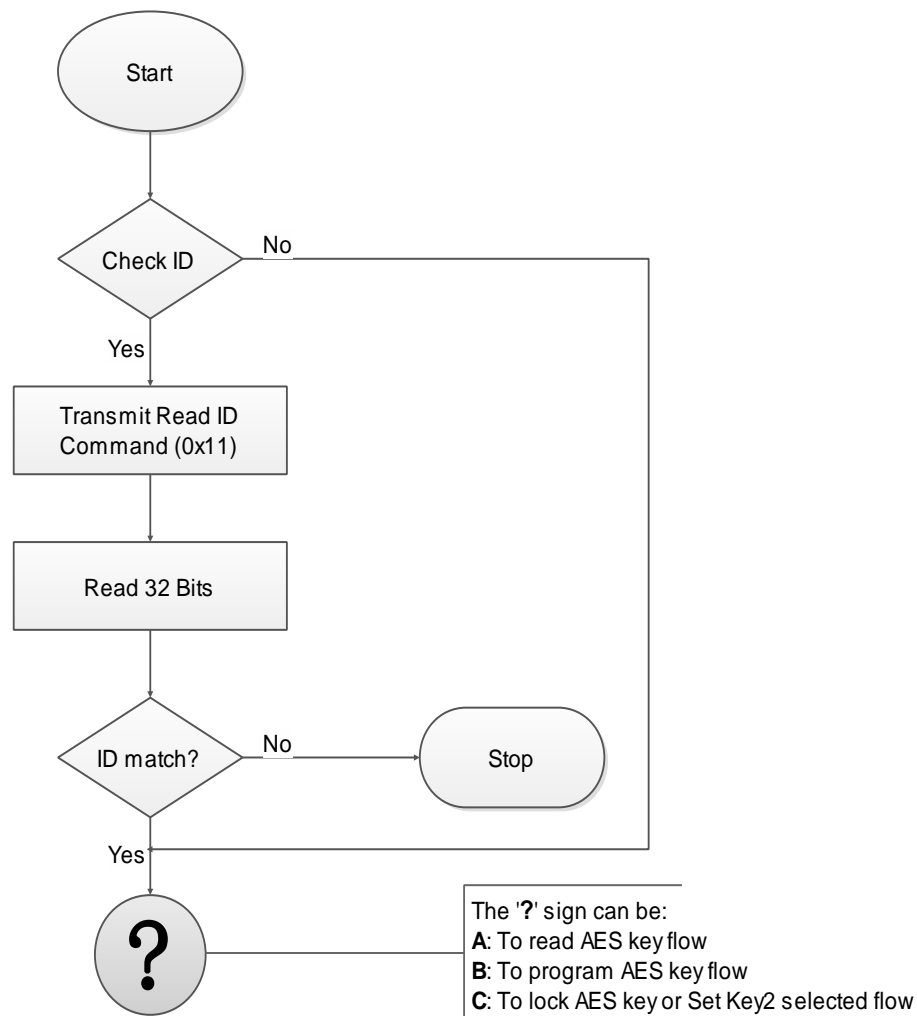 Start
Check ID
No
Yes
Transmit Read ID
Command (0x11)
Read 32 Bits
ID match?
No
Stop
Yes
?
The '?' sign can be:
A: To read AES key flow
B: To program AES key flow
C: To lock AES key or Set Key2 selected flow